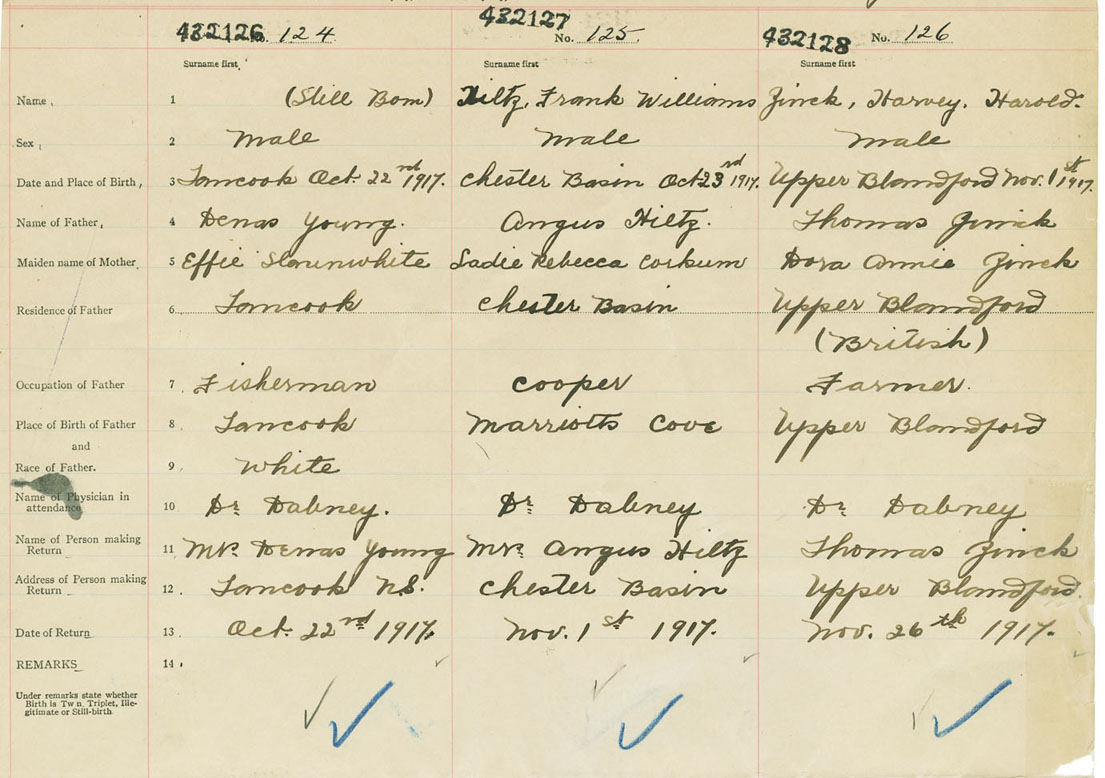 432126 No. 124 432127 No. 125. 432128 No. 126
Surname first. Surname first Surname first
Name, 1 (Still Born) Hiltz, Frank Williams Zinck, Harvey. Harold.
Sex, 2 Male Male Male
Date and Place of Birth, 3 Tancook Oct. 22nd 1917. Chester Basin Oct 23rd 1917. Upper Blandford Nov. 1st 1917.
Name of Father, 4 Denas Young. Angus Hiltz. Thomas Zinck
Maiden name of Mother, 5 Effie Slaunwhite Sadie Rebecca Corkum Dora Annie Zinck
Residence of Father 6 Tancook Chester Basin Upper Blandford
(British)
Occupation of Father 7 Fisherman Cooper Farmer.
Place of Birth of Father 8 Tancook Marriotts Cove Upper Blandford
and
Race of Father. 9 White
Name of Physician in
attendance 10 Dr. Dabney. Dr. Dabney Dr. Dabney
Name of Person making
Return 11 Mr. Denas Young Mr. Angus Hiltz Thomas Zinck
Address of Person making
Return 12 Tancook N.S. Chester Basin Upper Blandford.
Date of Return 13 Oct. 22nd 1917. Nov. 1st 1917. Nov. 26th 1917.
REMARKS 14
Under remarks state whether
Birth is Twin, Triplet, Ille-
gitimate or Still-birth